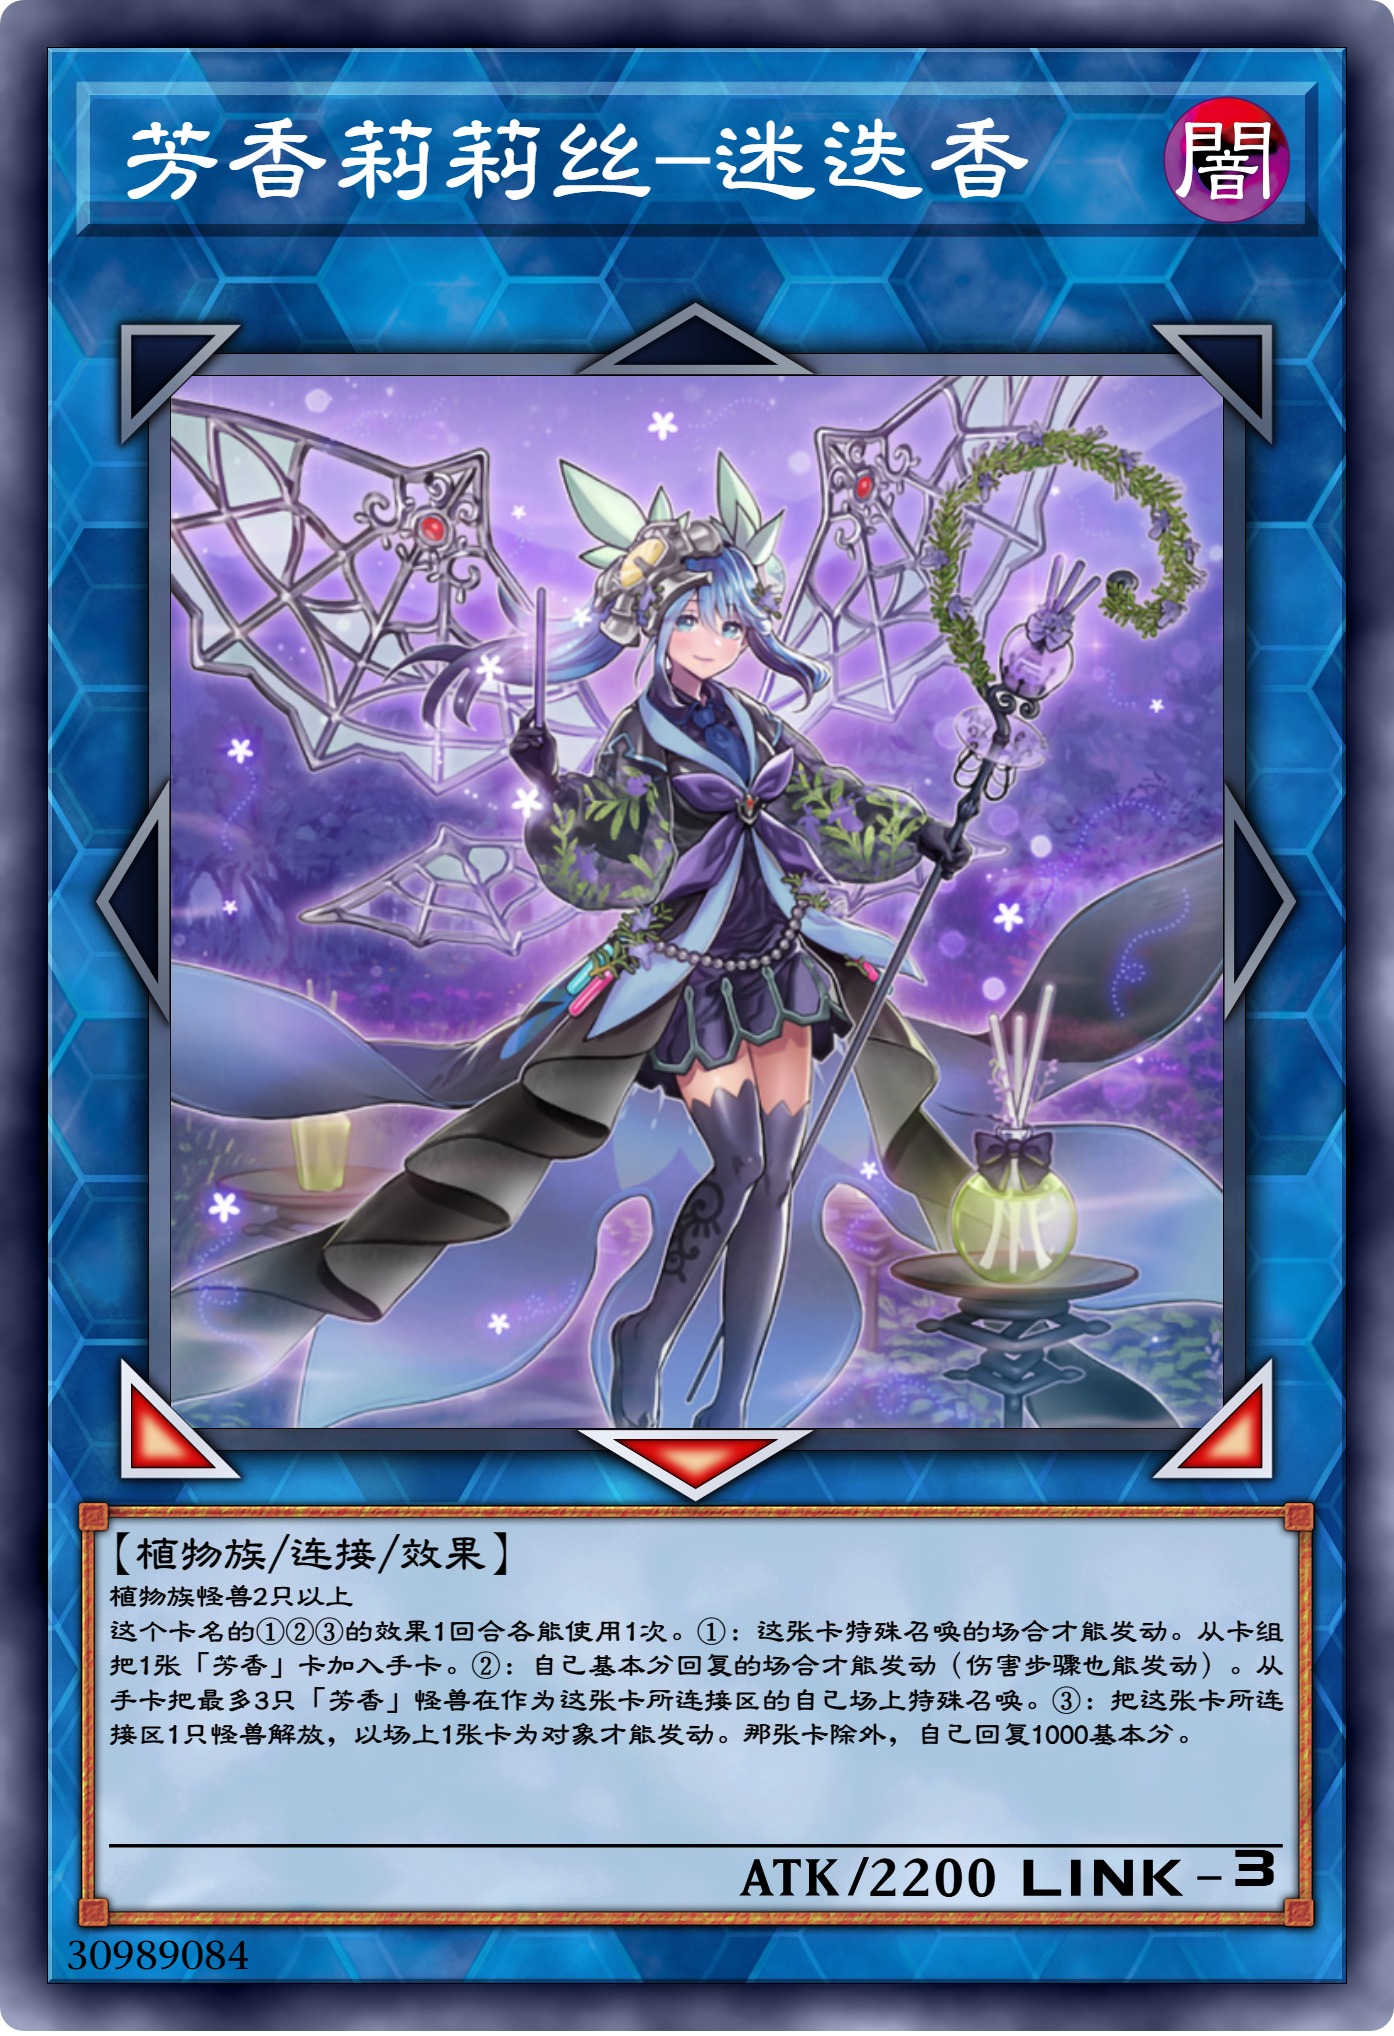 芳香莉莉丝-迷迭香
闇
【植物族/连接/效果】
植物族怪兽2只以上
这个卡名的①②③的效果1回合各能使用1次。①：这张卡特殊召唤的场合才能发动。从卡组
把1张「芳香」卡加入手卡。②：自己基本分回复的场合才能发动（伤害步骤也能发动）。从
手卡把最多3只「芳香」怪兽在作为这张卡所连接区的自己场上特殊召唤。③：把这张卡所连
接区1只怪兽解放，以场上1张卡为对象才能发动。那张卡除外，自己回复1000基本分。
ATK/2200 LINK-3
30989084